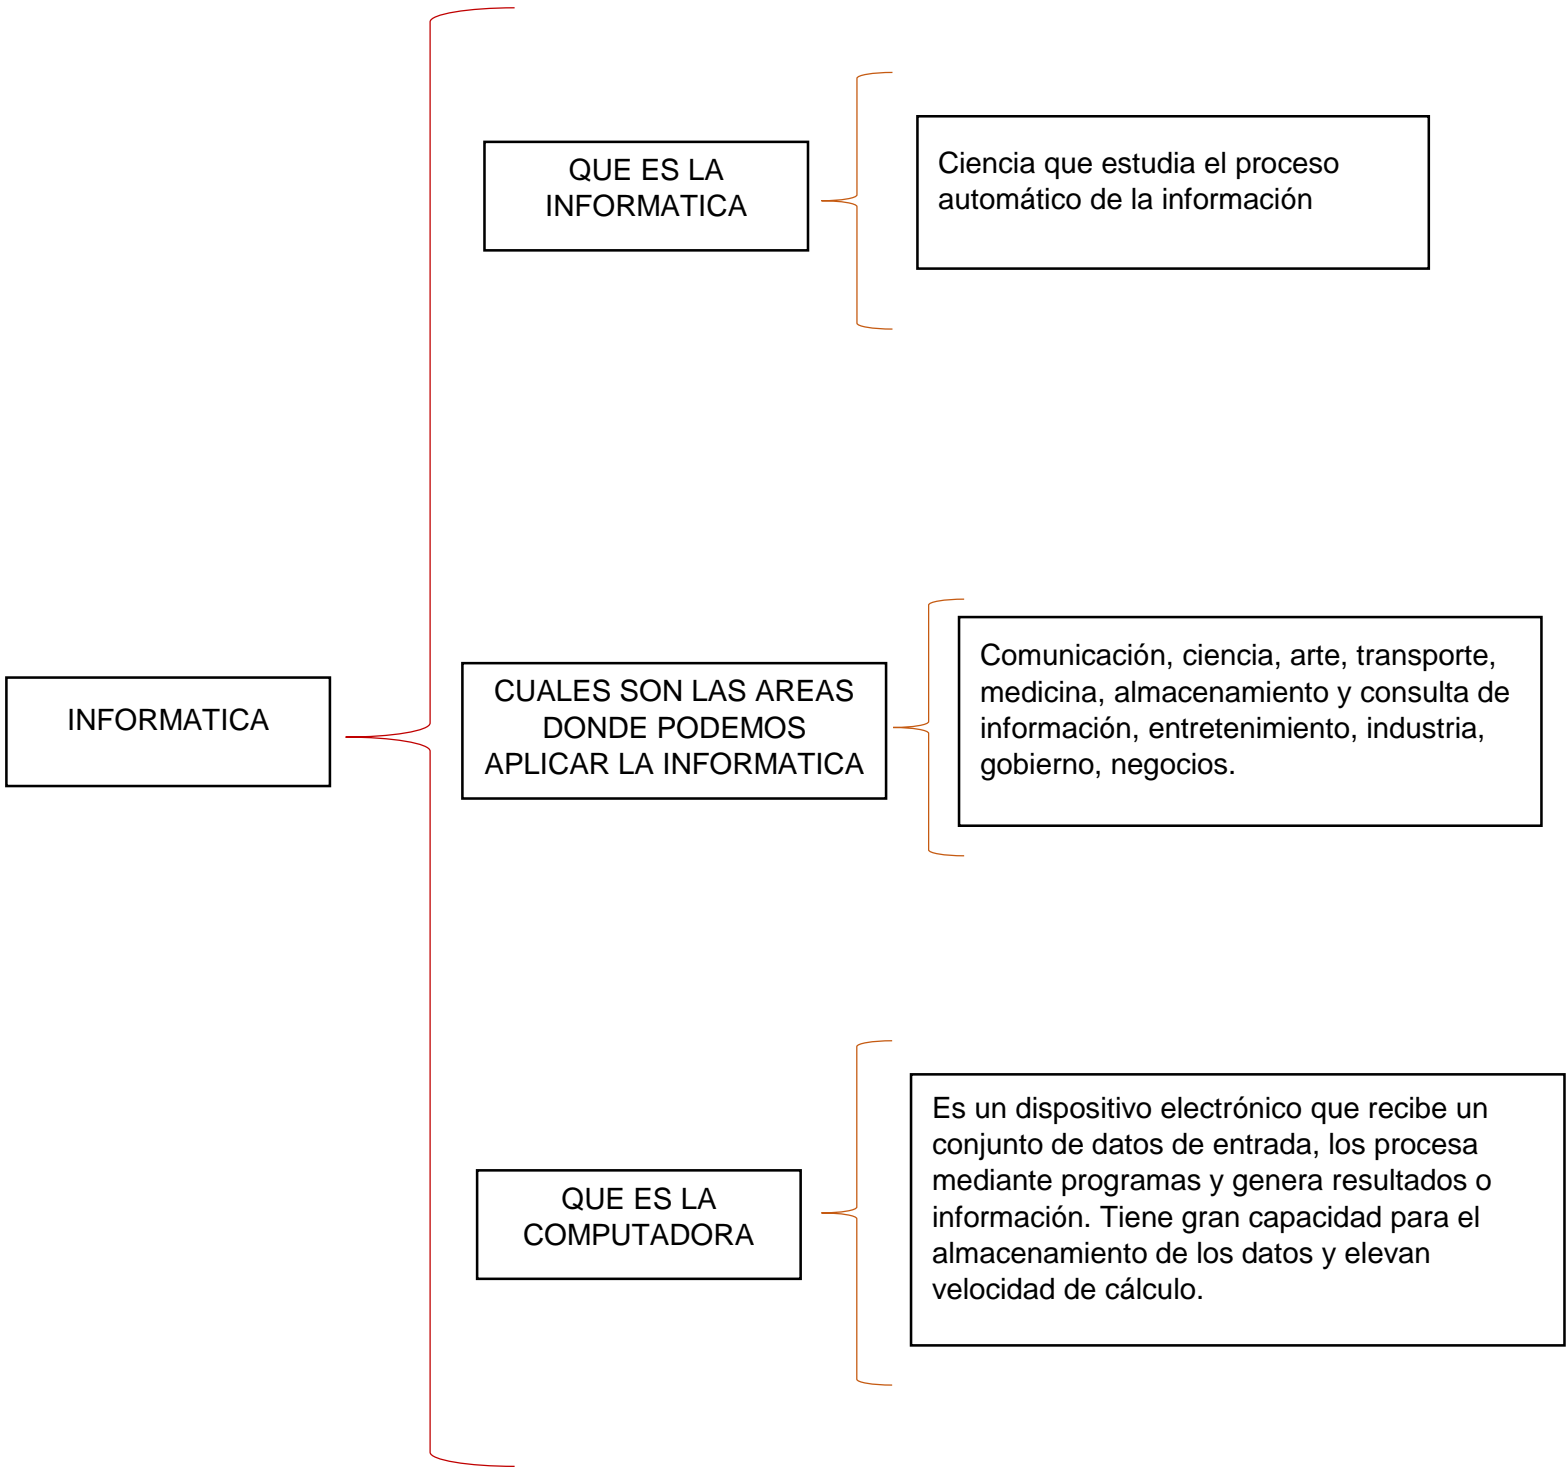 QUE ES LA
INFORMATICA
Ciencia que estudia el proceso
automático de la información
INFORMATICA
CUALES SON LAS AREAS
DONDE PODEMOS
APLICAR LA INFORMATICA
Comunicación, ciencia, arte, transporte,
medicina, almacenamiento y consulta de
información, entretenimiento, industria,
gobierno, negocios.
QUE ES LA
COMPUTADORA
Es un dispositivo electrónico que recibe un
conjunto de datos de entrada, los procesa
mediante programas y genera resultados o
información. Tiene gran capacidad para el
almacenamiento de los datos y elevan
velocidad de cálculo.